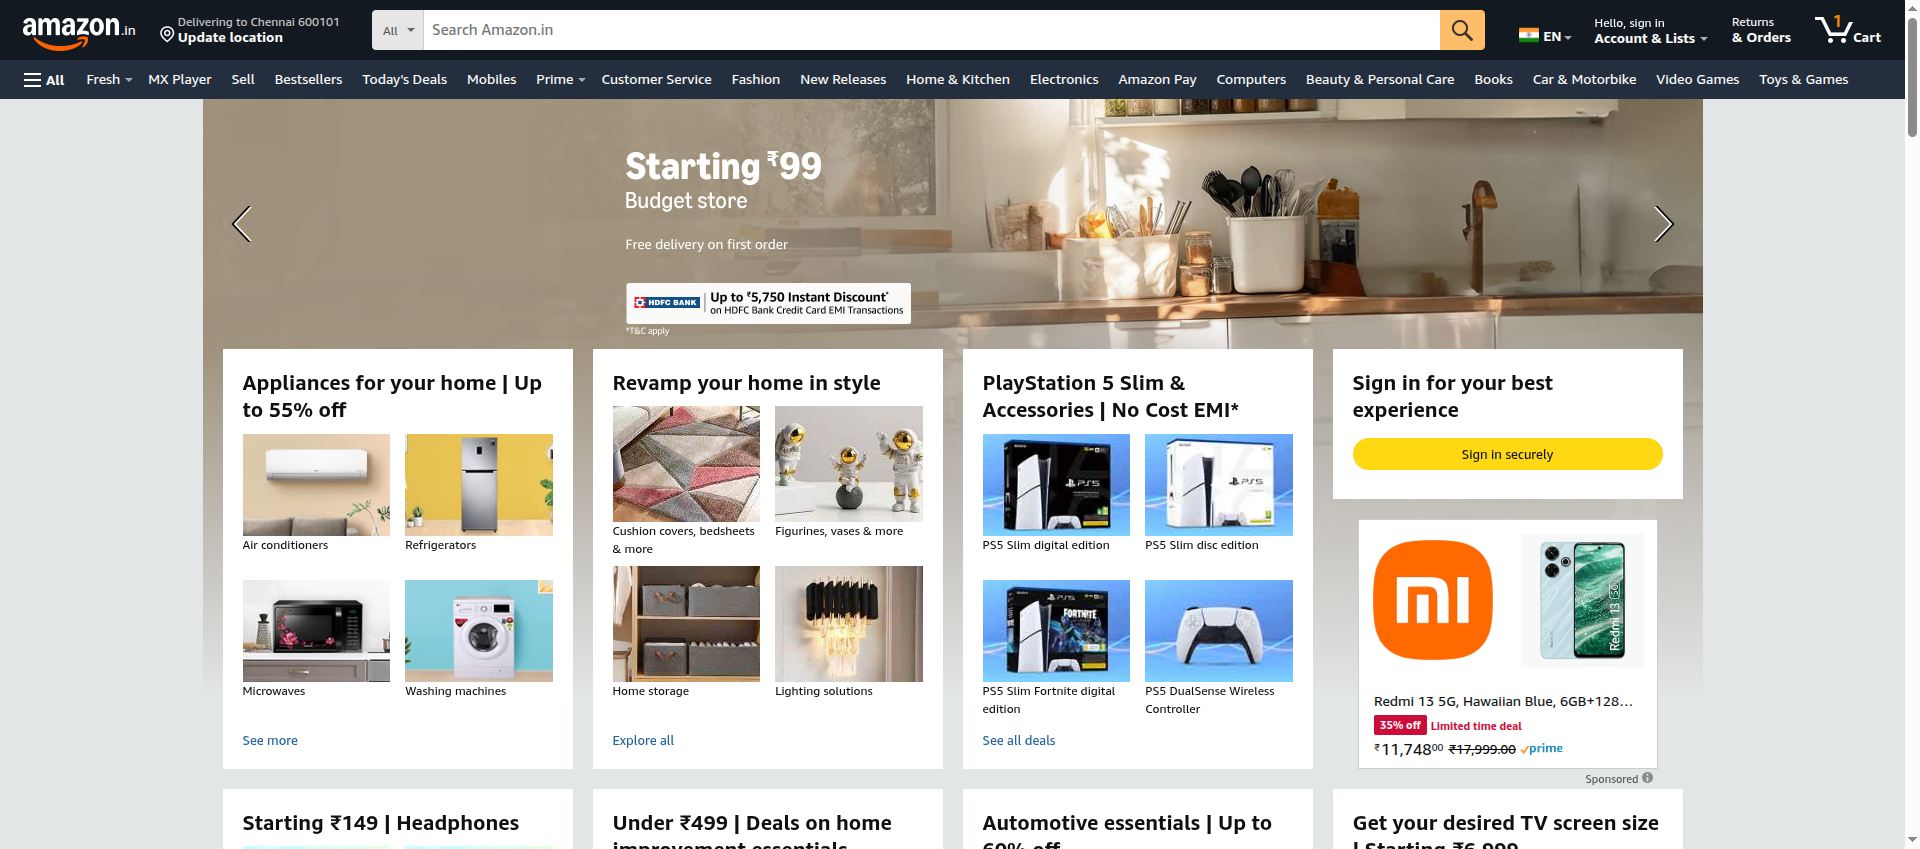 amazon.in
Delivering to Chennai 600101
Update location
All
Search Amazon.in
EN
Hello, sign in
Account & Lists
Returns
& Orders
1
Cart
All
Fresh
MX Player
Sell
Bestsellers
Today's Deals
Mobiles
Prime
Customer Service
Fashion
New Releases
Home & Kitchen
Electronics
Amazon Pay
Computers
Beauty & Personal Care
Books
Car & Motorbike
Video Games
Toys & Games
Starting ₹99
Budget store
Free delivery on first order
HDFC BANK
Up to ₹5,750 Instant Discount*
on HDFC Bank Credit Card EMI Transactions
*T&C apply
Appliances for your home | Up
to 55% off
Air conditioners
Refrigerators
Microwaves
Washing machines
See more
Revamp your home in style
Cushion covers, bedsheets
& more
Figurines, vases & more
Home storage
Lighting solutions
Explore all
PlayStation 5 Slim &
Accessories | No Cost EMI*
PS5
PS5
PS5 Slim digital edition
PS5 Slim disc edition
PS5
FORTNITE
PS5 Slim Fortnite digital
edition
PS5 DualSense Wireless
Controller
See all deals
Sign in for your best
experience
Sign in securely
mi
Redmi 13 5G
Redmi 13 5G, Hawaiian Blue, 6GB+128...
35% off
Limited time deal
₹11,74800 ₹17,999.00 prime
Sponsored
Starting ₹149 | Headphones
Under ₹499 | Deals on home
improvement essentials
Automotive essentials | Up to
60% off
Get your desired TV screen size
| Starting ₹6,999